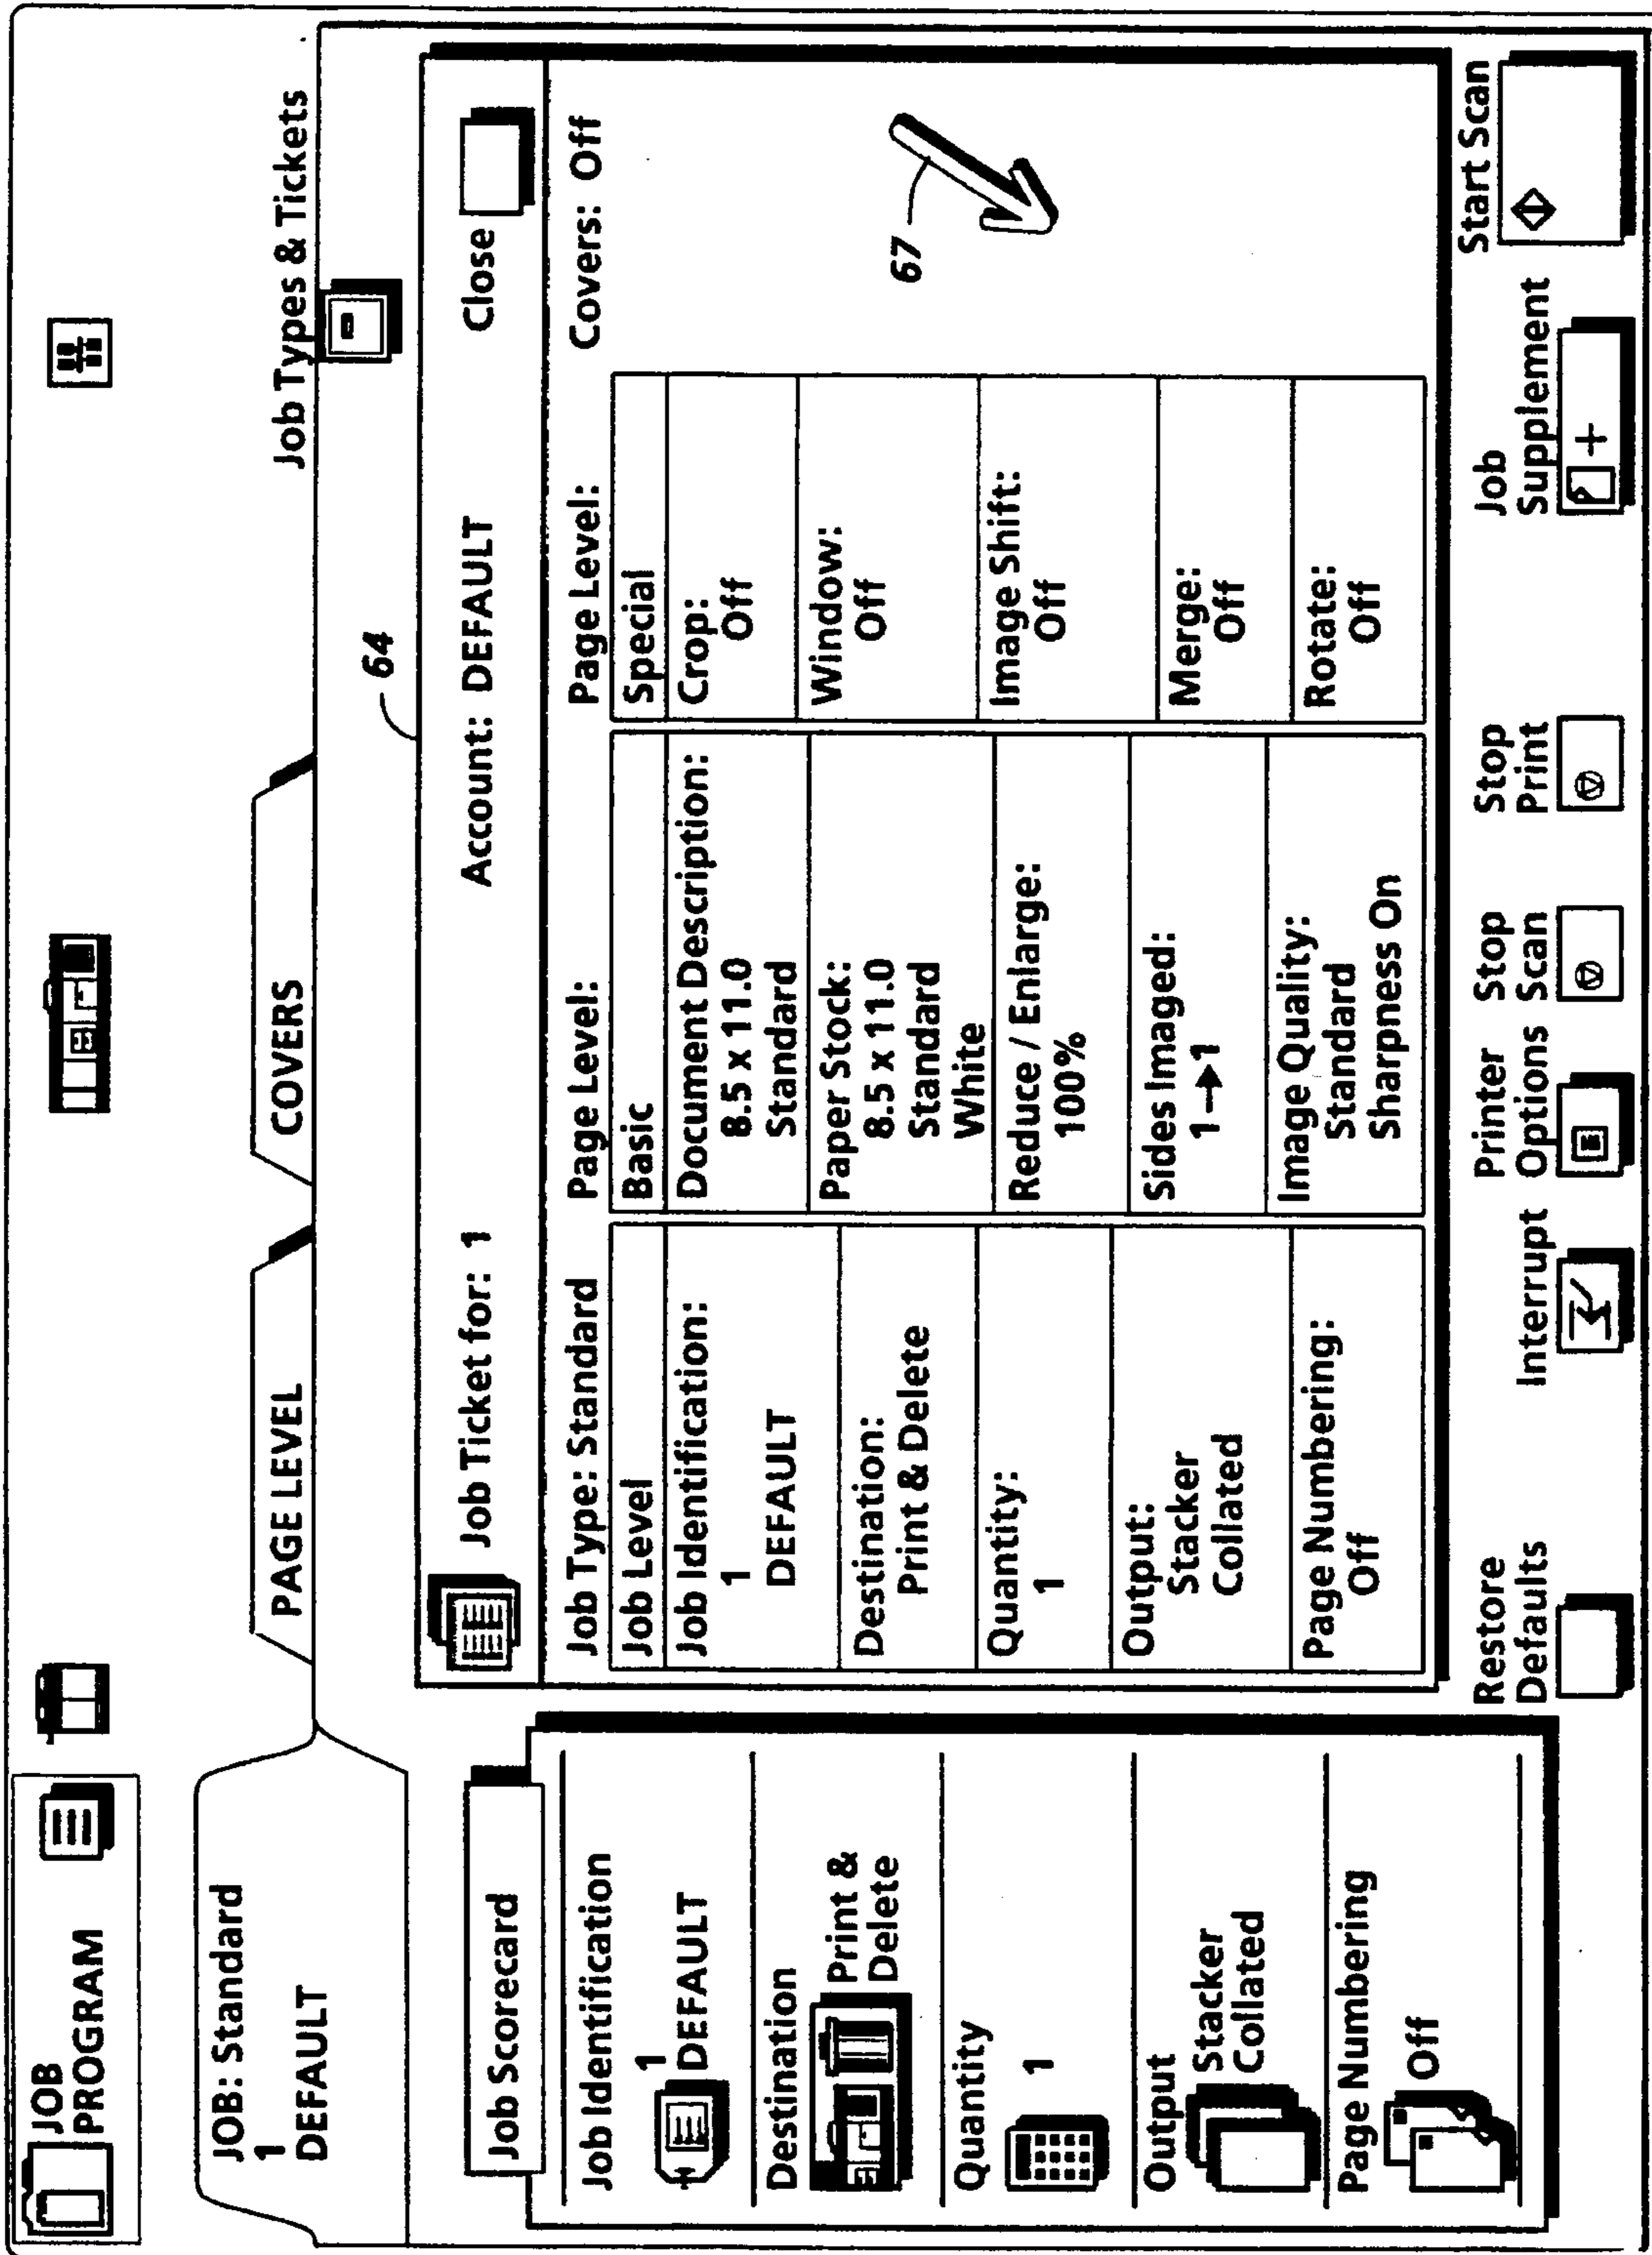 JOB
PROGRAM
JOB: Standard
1
DEFAULT
PAGE LEVEL
COVERS
Job Types & Tickets
64
Job Scorecard
Job Identification
1
DEFAULT
Destination
Print &
Delete
Quantity
1
Output
Stacker
Collated
Page Numbering
Off
Job Ticket for: 1
Account: DEFAULT
Close
Job Type: Standard
Job Level
Job Identification:
1
DEFAULT
Destination:
Print & Delete
Quantity:
1
Output:
Stacker
Collated
Page Numbering:
Off
Page Level:
Basic
Document Description:
8.5 x 11.0
Standard
Paper Stock:
8.5 x 11.0
Standard
White
Reduce / Enlarge:
100%
Sides Imaged:
1→1
Image Quality:
Standard
Sharpness On
Page Level:
Special
Crop:
Off
Window:
Off
Image Shift:
Off
Merge:
Off
Rotate:
Off
Covers: Off
67
Restore
Defaults
Interrupt
Printer
Options
Stop
Scan
Stop
Print
Job
Supplement
Start Scan